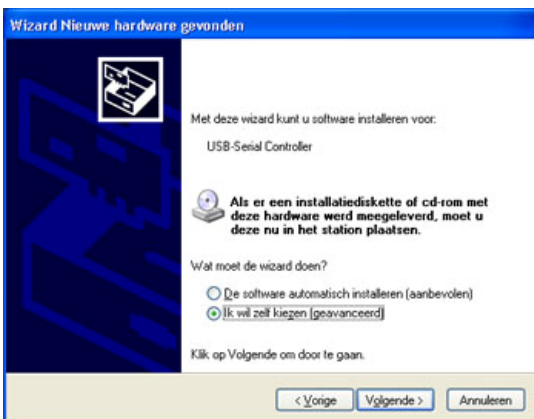 Wizard Nieuwe hardware gevonden
Met deze wizard kunt u software installeren voor:
USB-Serial Controller
Als er een installatiediskette of cd-rom met
deze hardware werd meegeleverd, moet u
deze nu in het station plaatsen.
Wat moet de wizard doen?
De software automatisch installeren (aanbevolen)
Ik wil zelf kiezen (geavanceerd)
Klik op Volgende om door te gaan.
< Vorige
Volgende >
Annuleren